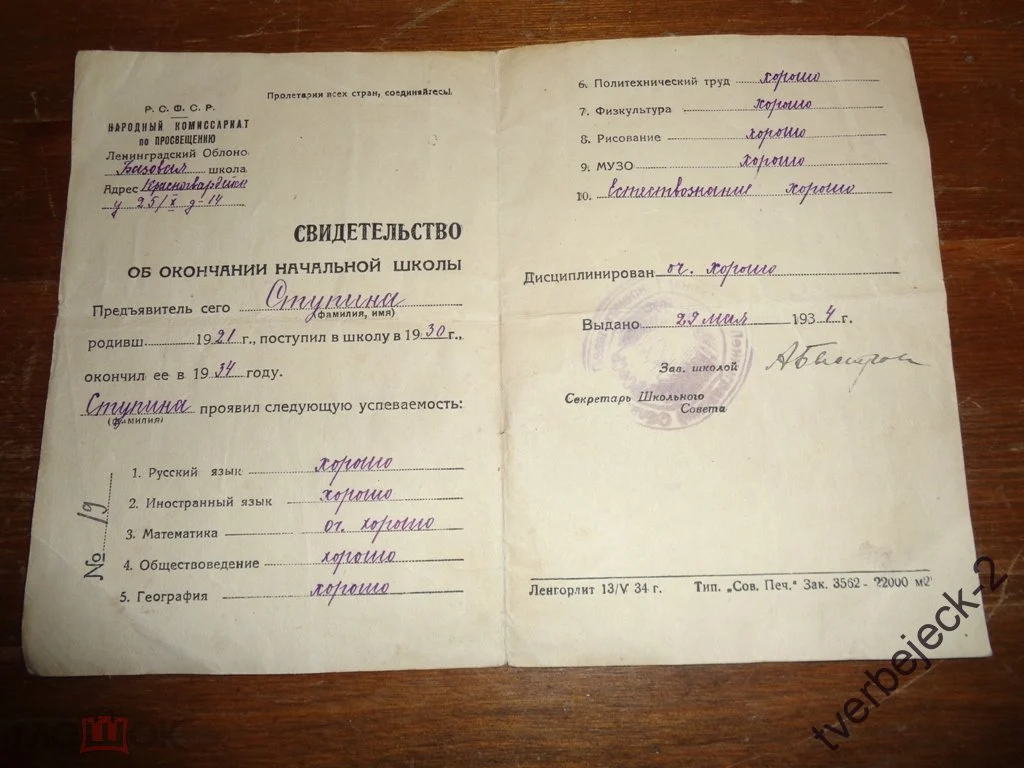 Р. С. Ф. С. Р.
НАРОДНЫЙ КОМИССАРИАТ
по ПРОСВЕЩЕНИЮ
Ленинградский Облоно
Базовая школа
Адрес Красногвардейск
у 25/X д-14
Пролетарии всех стран, соединяйтесь!
СВИДЕТЕЛЬСТВО
ОБ ОКОНЧАНИИ НАЧАЛЬНОЙ ШКОЛЫ
Предъявитель сего Ступина
(фамилия, имя)
родивш 1921 г., поступил в школу в 1930 г.,
окончил ее в 1934 году.
Ступина проявил следующую успеваемость:
(фамилия)
1. Русский язык хорошо
2. Иностранный язык хорошо
3. Математика оч. хорошо
4. Обществоведение хорошо
5. География хорошо
№ 19
6. Политехнический труд хорошо
7. Физкультура хорошо
8. Рисование хорошо
9. МУЗО хорошо
10. Естествознание хорошо
Дисциплинирован оч. хорошо
Выдано 29 мая 1934 г.
Зав. школой
Секретарь Школьного
Совета
Ленгорлит 13/V 34 г. Тип. „Сов. Печ.“ Зак. 3562 - 22000 м2
tverbejeck-2